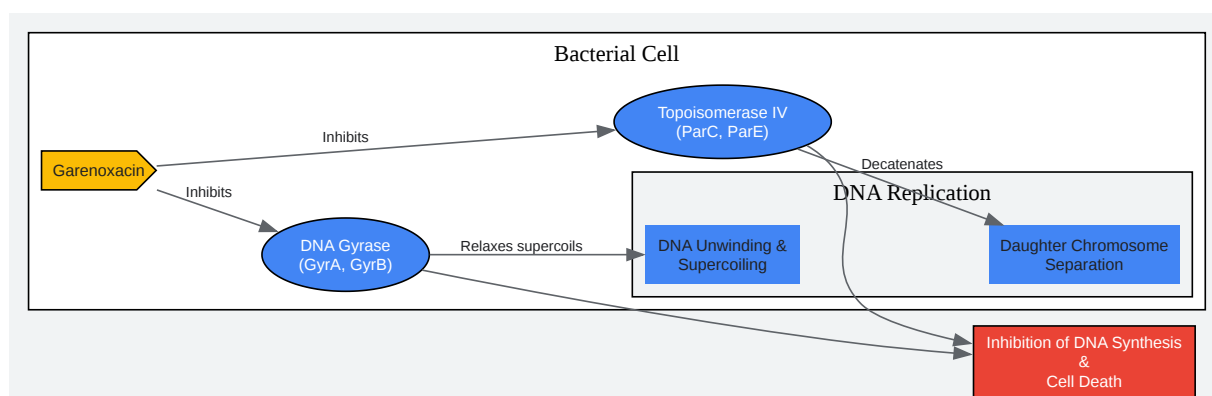 Bacterial Cell
Topoisomerase IV
(ParC, ParE)
Inhibits
Garenoxacin
Decatenates
Inhibits
DNA Replication
DNA Gyrase
(GyrA, GyrB)
Relaxes supercoils
DNA Unwinding &
Supercoiling
Daughter Chromosome
Separation
Inhibition of DNA Synthesis
&
Cell Death